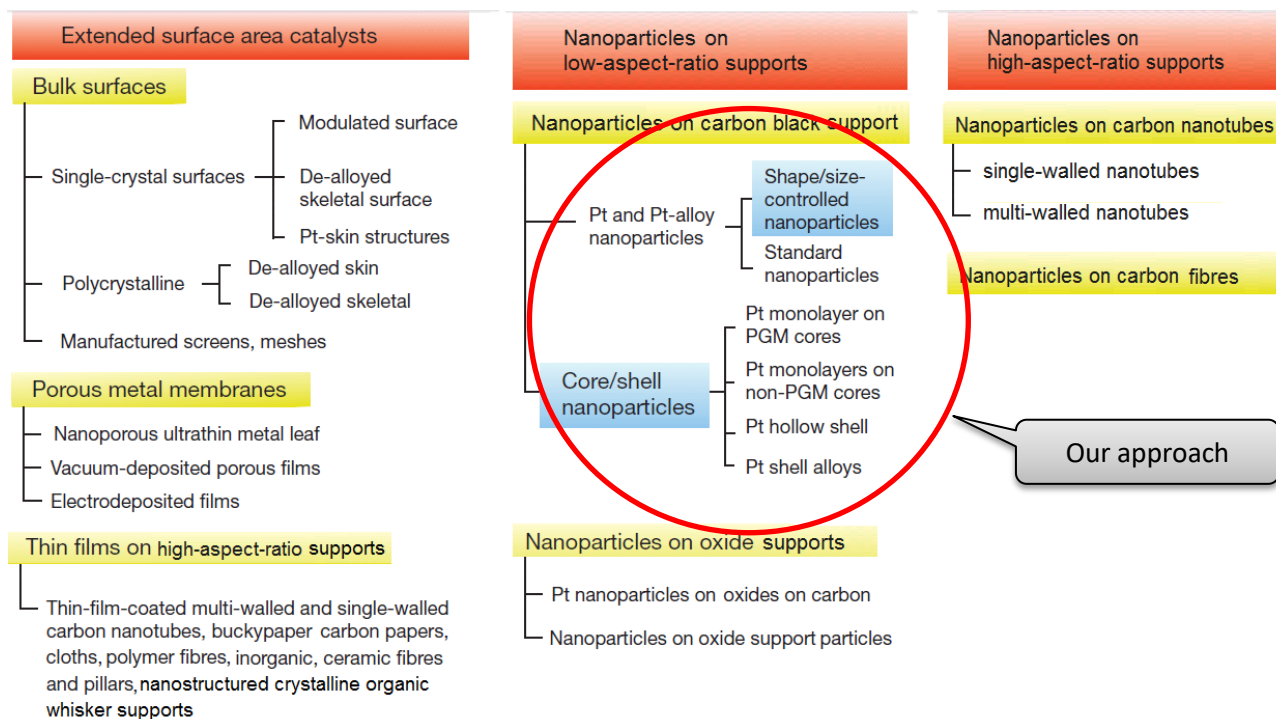 Extended surface area catalysts
Bulk surfaces
Single-crystal surfaces
Modulated surface
De-alloyed
skeletal surface
Pt-skin structures
Polycrystalline
De-alloyed skin
De-alloyed skeletal
Manufactured screens, meshes
Porous metal membranes
Nanoporous ultrathin metal leaf
Vacuum-deposited porous films
Electrodeposited films
Thin films on high-aspect-ratio supports
Thin-film-coated multi-walled and single-walled
carbon nanotubes, buckypaper carbon papers,
cloths, polymer fibres, inorganic, ceramic fibres
and pillars, nanostructured crystalline organic
whisker supports
Nanoparticles on
low-aspect-ratio supports
Nanoparticles on carbon black support
Pt and Pt-alloy
nanoparticles
Shape/size-
controlled
nanoparticles
Standard
nanoparticles
Core/shell
nanoparticles
Pt monolayer on
PGM cores
Pt monolayers on
non-PGM cores
Pt hollow shell
Pt shell alloys
Nanoparticles on oxide supports
Pt nanoparticles on oxides on carbon
Nanoparticles on oxide support particles
Nanoparticles on
high-aspect-ratio supports
Nanoparticles on carbon nanotubes
single-walled nanotubes
multi-walled nanotubes
Nanoparticles on carbon fibres
Our approach